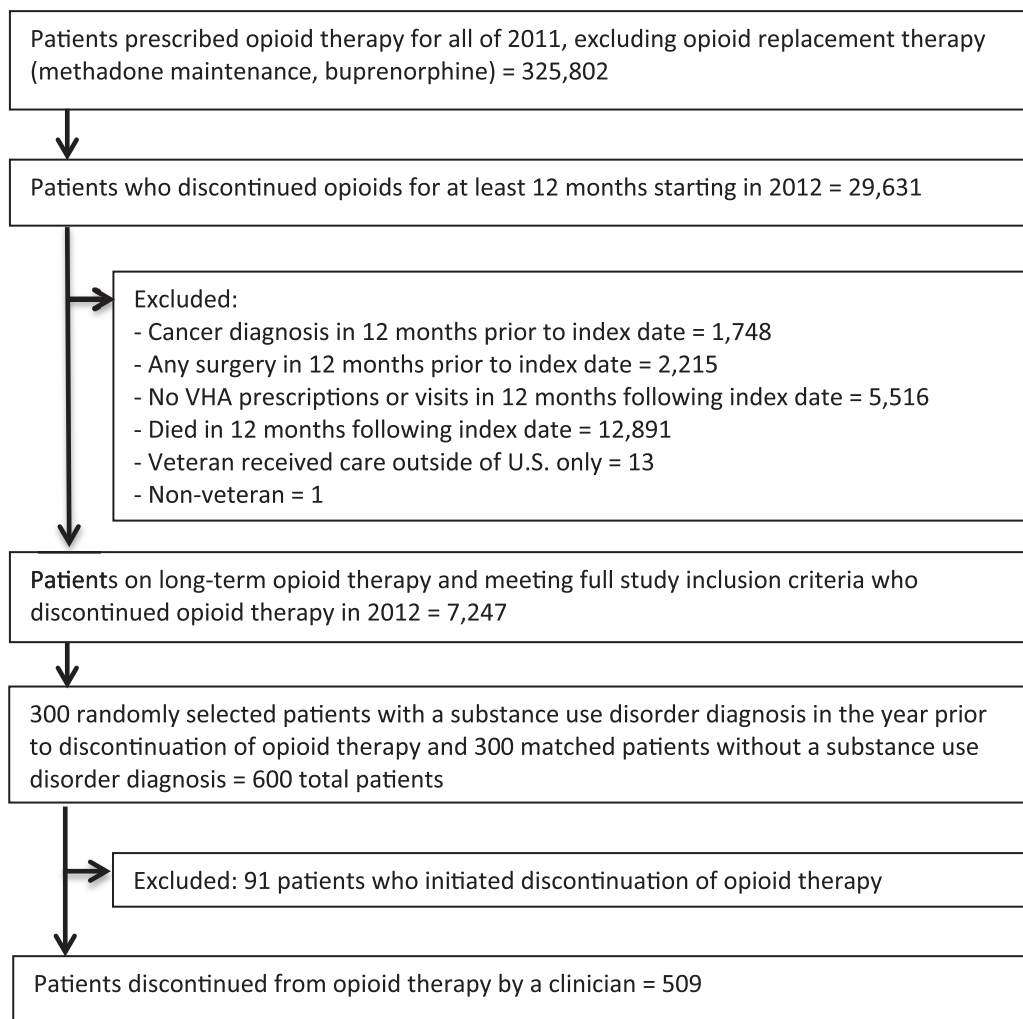 Patients prescribed opioid therapy for all of 2011, excluding opioid replacement therapy
(methadone maintenance, buprenorphine) = 325,802
Patients who discontinued opioids for at least 12 months starting in 2012 = 29,631
Excluded:
- Cancer diagnosis in 12 months prior to index date = 1,748
- Any surgery in 12 months prior to index date = 2,215
- No VHA prescriptions or visits in 12 months following index date = 5,516
- Died in 12 months following index date = 12,891
- Veteran received care outside of U.S. only = 13
- Non-veteran = 1
Patients on long-term opioid therapy and meeting full study inclusion criteria who
discontinued opioid therapy in 2012 = 7,247
300 randomly selected patients with a substance use disorder diagnosis in the year prior
to discontinuation of opioid therapy and 300 matched patients without a substance use
disorder diagnosis = 600 total patients
Excluded: 91 patients who initiated discontinuation of opioid therapy
Patients discontinued from opioid therapy by a clinician = 509